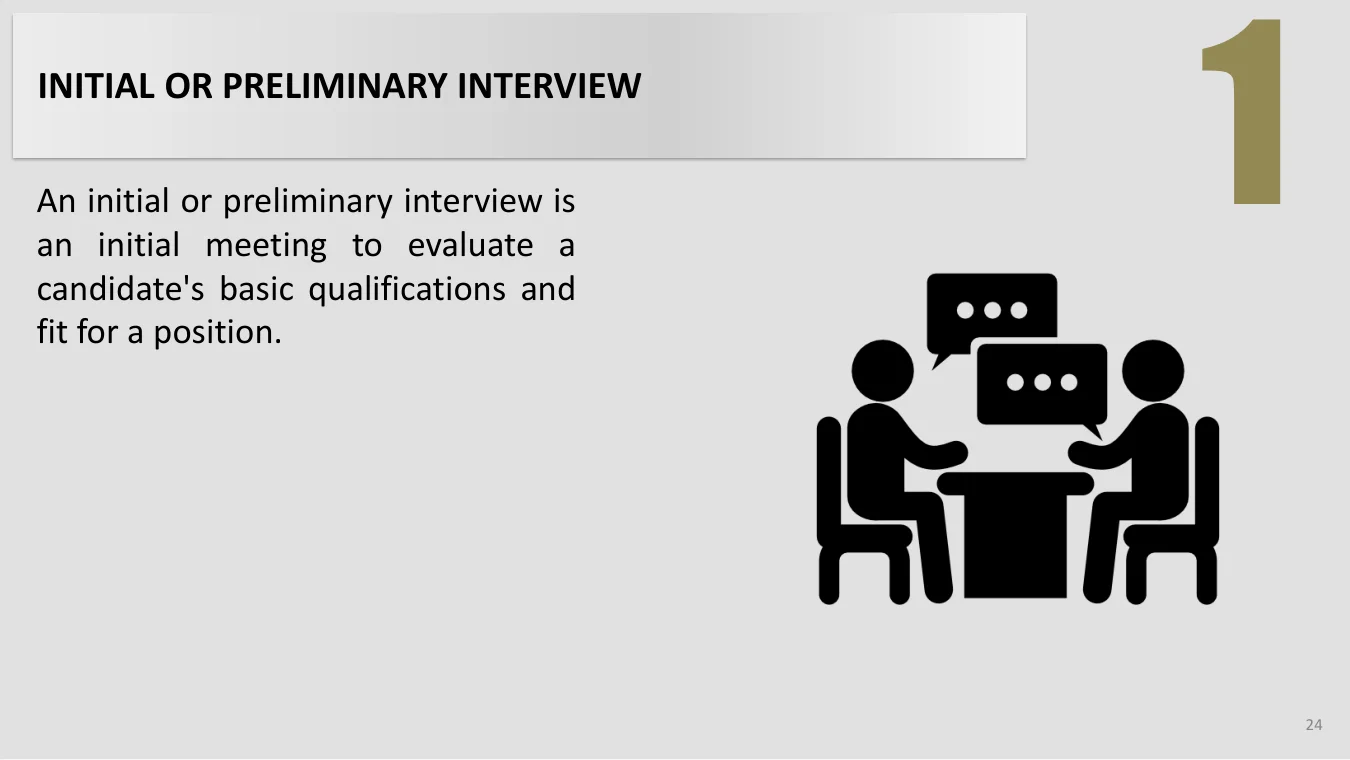 INITIAL OR PRELIMINARY INTERVIEW
1
An initial or preliminary interview is
an initial meeting to evaluate a
candidate's basic qualifications and
fit for a position.
24